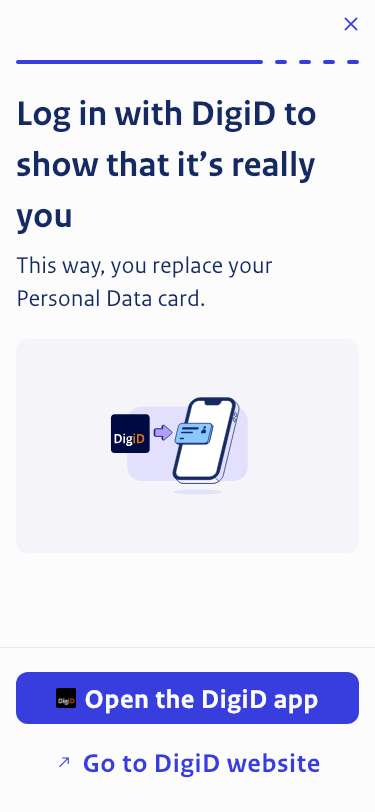 Log in with DigiD to
show that it’s really
you
This way, you replace your
Personal Data card.
DigiD
DigiD Open the DigiD app
Go to DigiD website